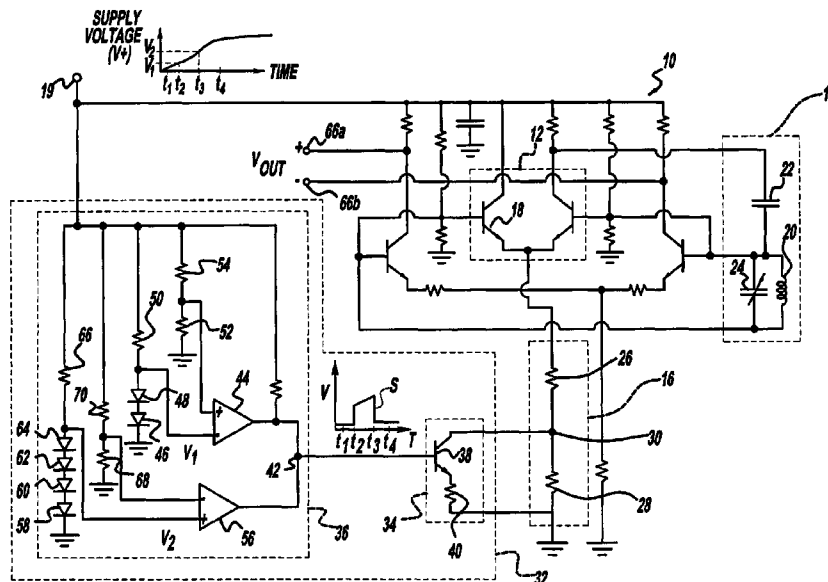 SUPPLY
VOLTAGE
(V+)
V2
V1
t1 t2 t3 t4
TIME
19
10
66a
+
VOUT
-
66b
12
18
22
20
24
54
50
52
66
44
48
70
46
64
V1
62
68
42
60
58
V2
56
36
V
S
t1 t2 t3 t4
T
38
34
40
32
26
16
30
28
+
-
-
+